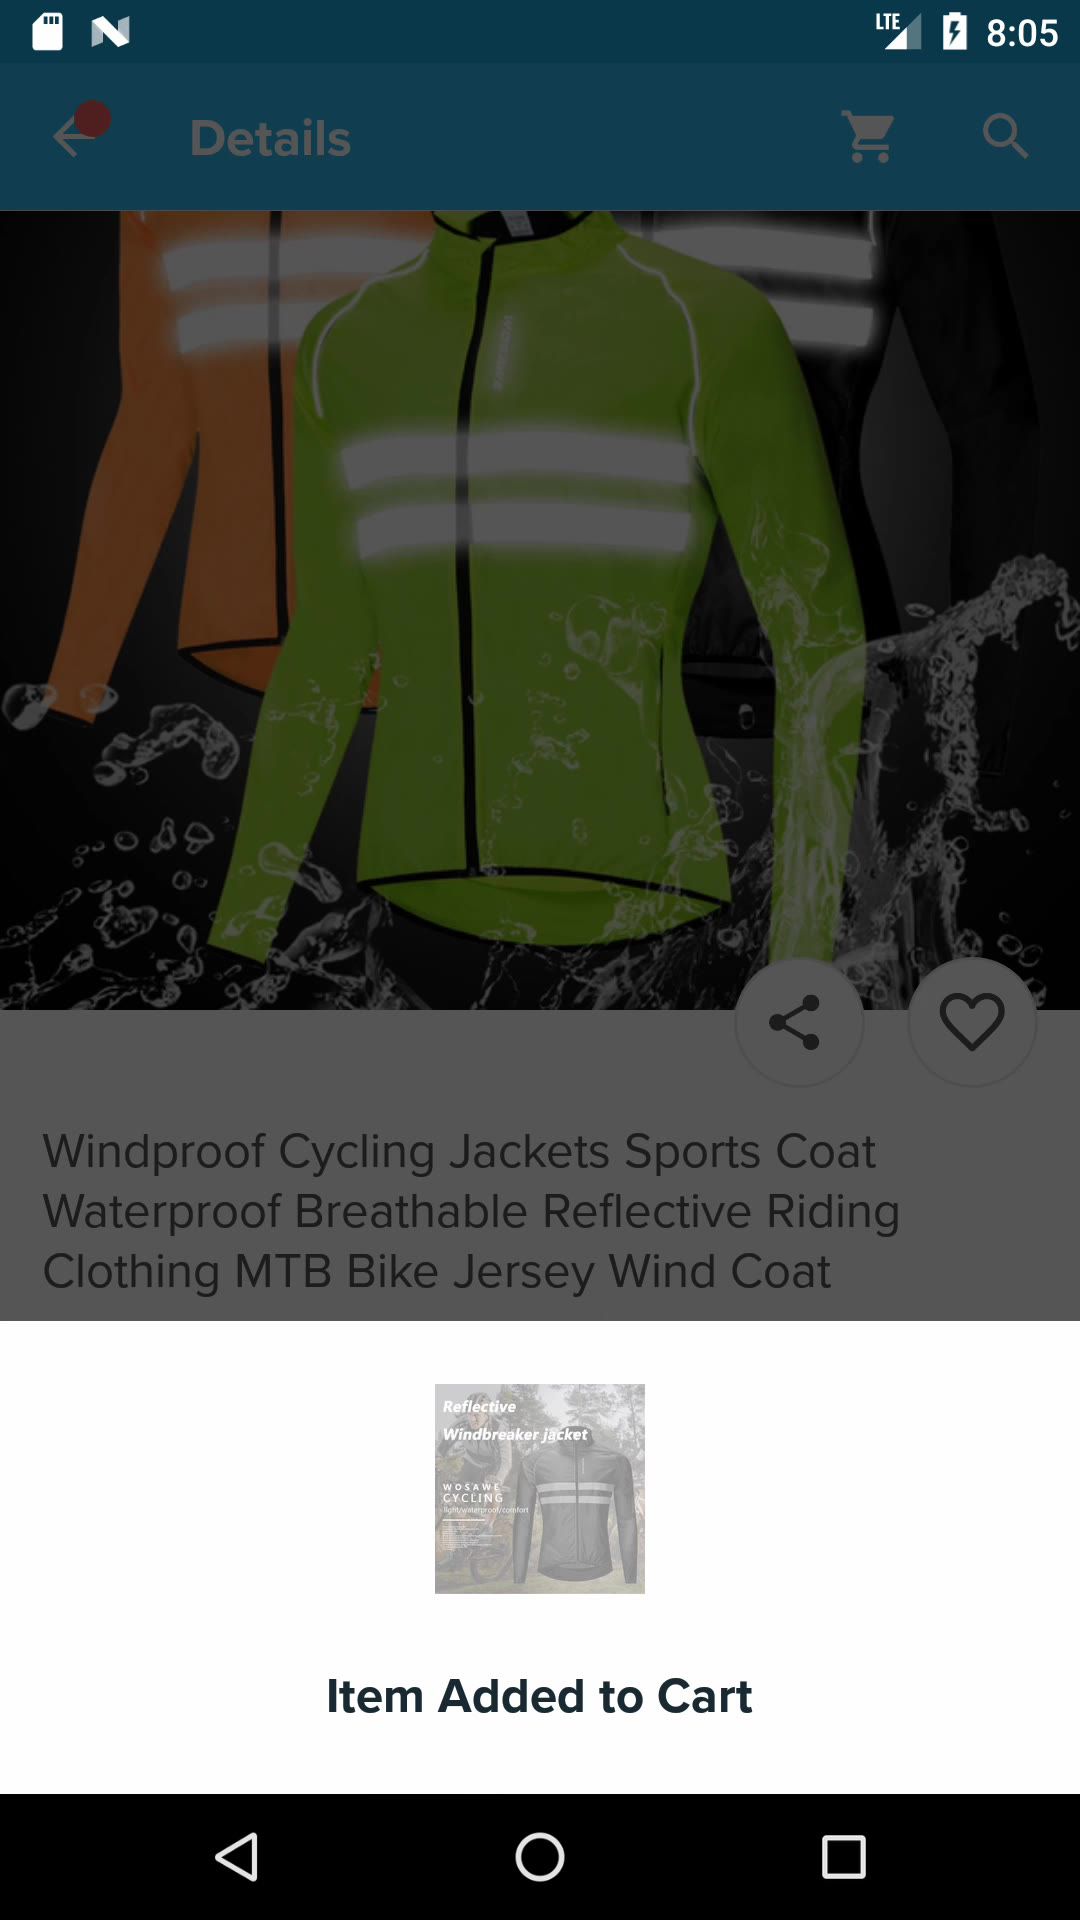 LTE
8:05
Details
Windproof Cycling Jackets Sports Coat
Waterproof Breathable Reflective Riding
Clothing MTB Bike Jersey Wind Coat
Reflective
Windbreaker jacket
WOSAWE
CYCLING
light/waterproof/comfort
Item Added to Cart